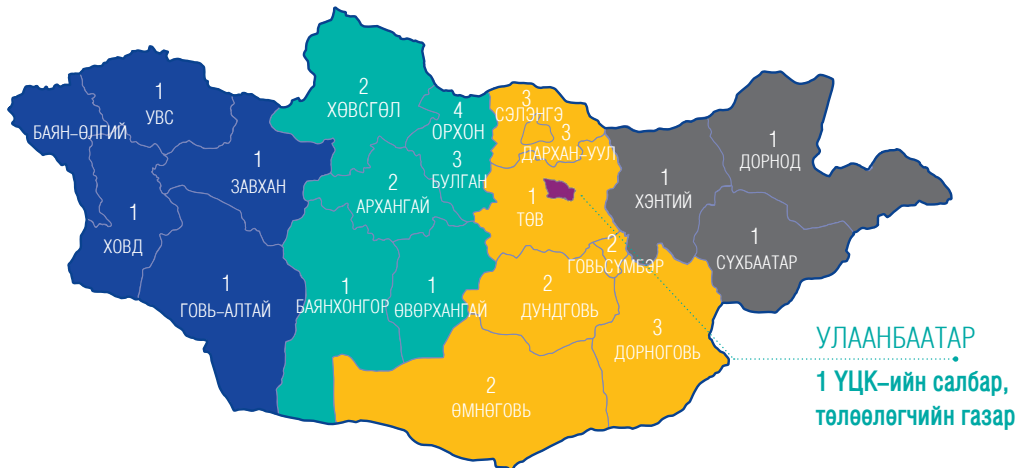 1
УВС
БАЯН-ӨЛГИЙ
1
ЗАВХАН
1
ХОВД
1
ГОВЬ-АЛТАЙ
2
ХӨВСГӨЛ
4
ОРХОН
3
БУЛГАН
2
АРХАНГАЙ
1
БАЯНХОНГОР
1
ӨВӨРХАНГАЙ
3
СЭЛЭНГЭ
3
ДАРХАН-УУЛ
1
ТӨВ
2
ГОВЬСҮМБЭР
2
ДУНДГОВЬ
3
ДОРНОГОВЬ
2
ӨМНӨГОВЬ
1
ХЭНТИЙ
1
ДОРНОД
1
СҮХБААТАР
УЛААНБААТАР
1 ҮЦК-ийн салбар,
төлөөлөгчийн газар